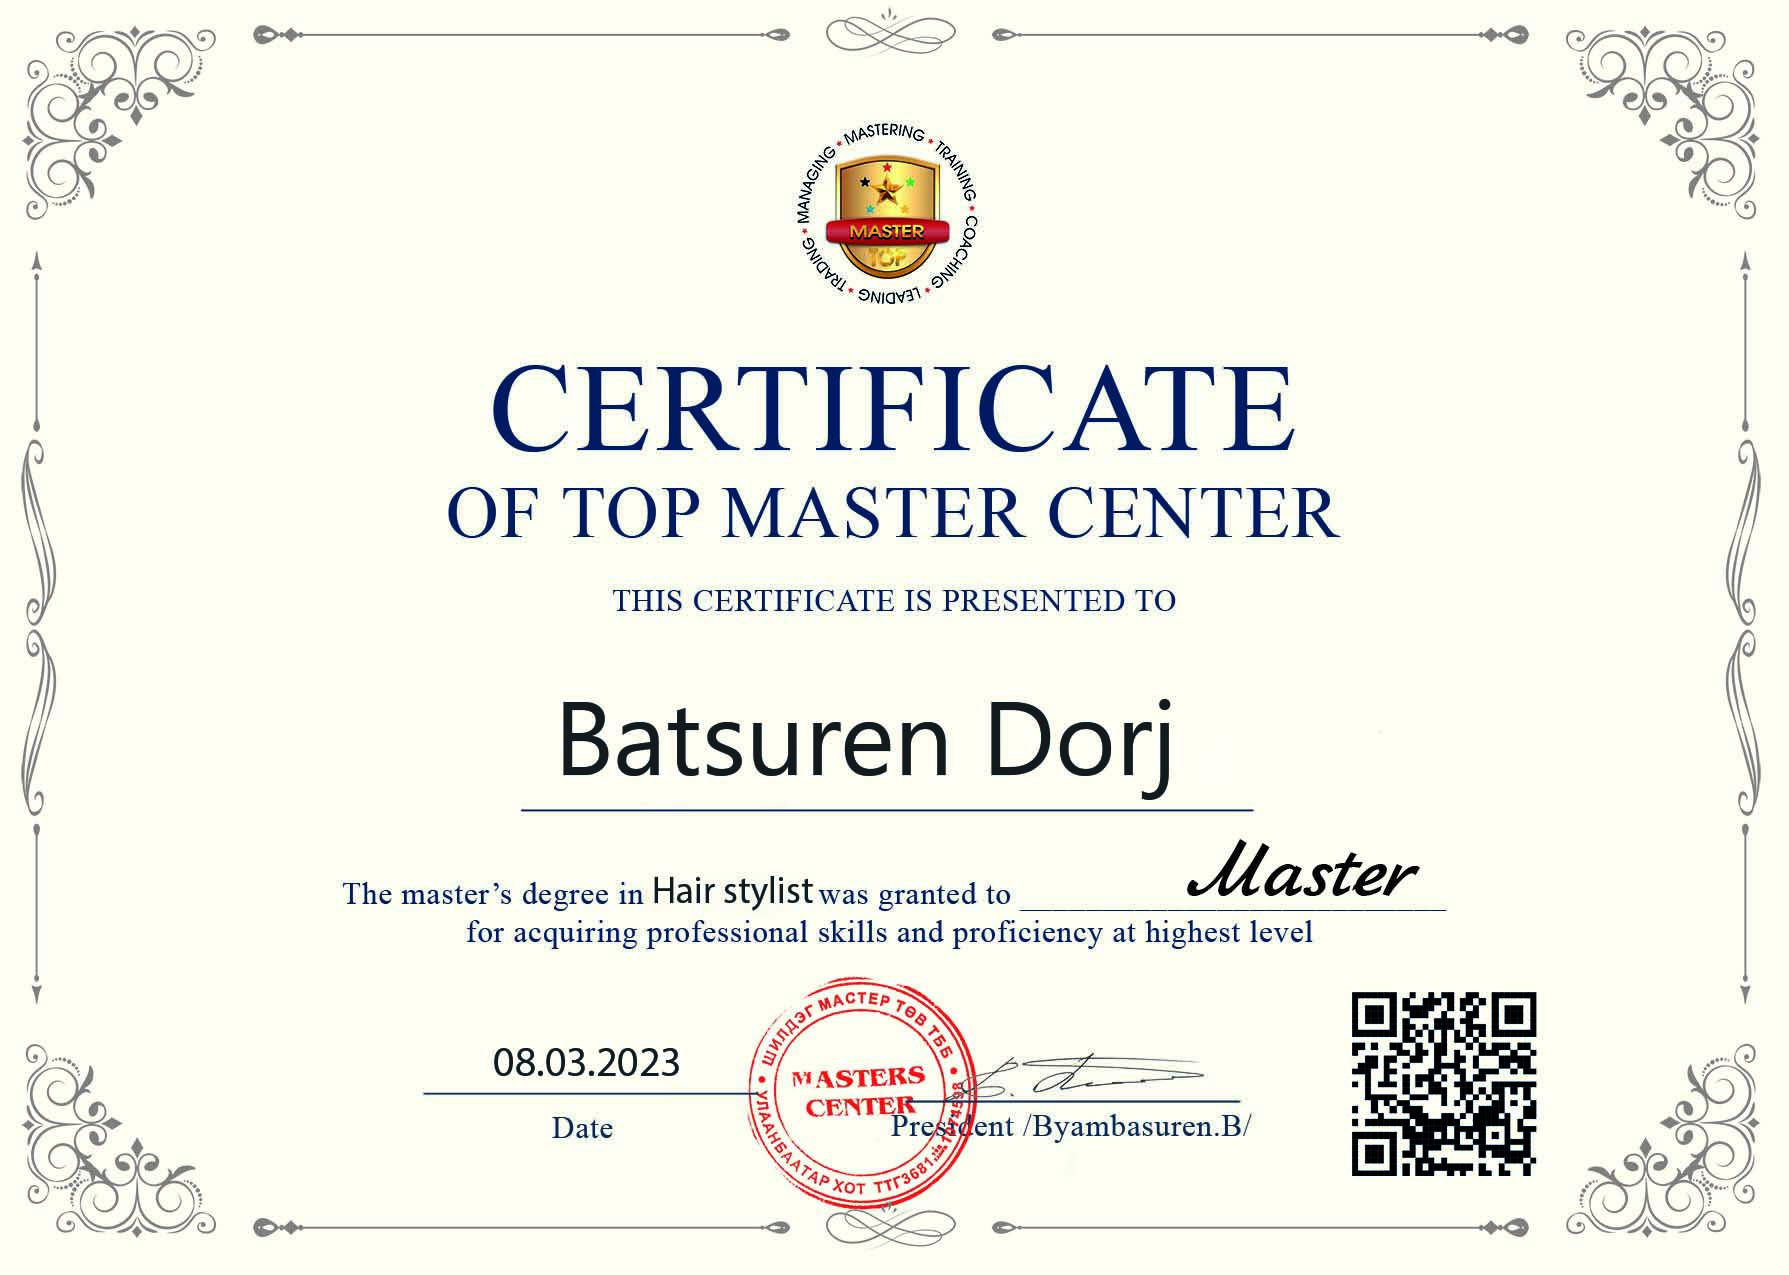 MANAGING * MASTERING * TRAINING * COACHING * LEADING * TRADING *
MASTER
TOP
CERTIFICATE
OF TOP MASTER CENTER
THIS CERTIFICATE IS PRESENTED TO
Batsuren Dorj
The master’s degree in Hair stylist was granted to Master
for acquiring professional skills and proficiency at highest level
08.03.2023
Date
ШИЛДЭГ МАСТЕР ТӨВ ТББ
MASTERS
CENTER
УЛААНБААТАР ХОТ ТТГ3681
President /Byambasuren.B/